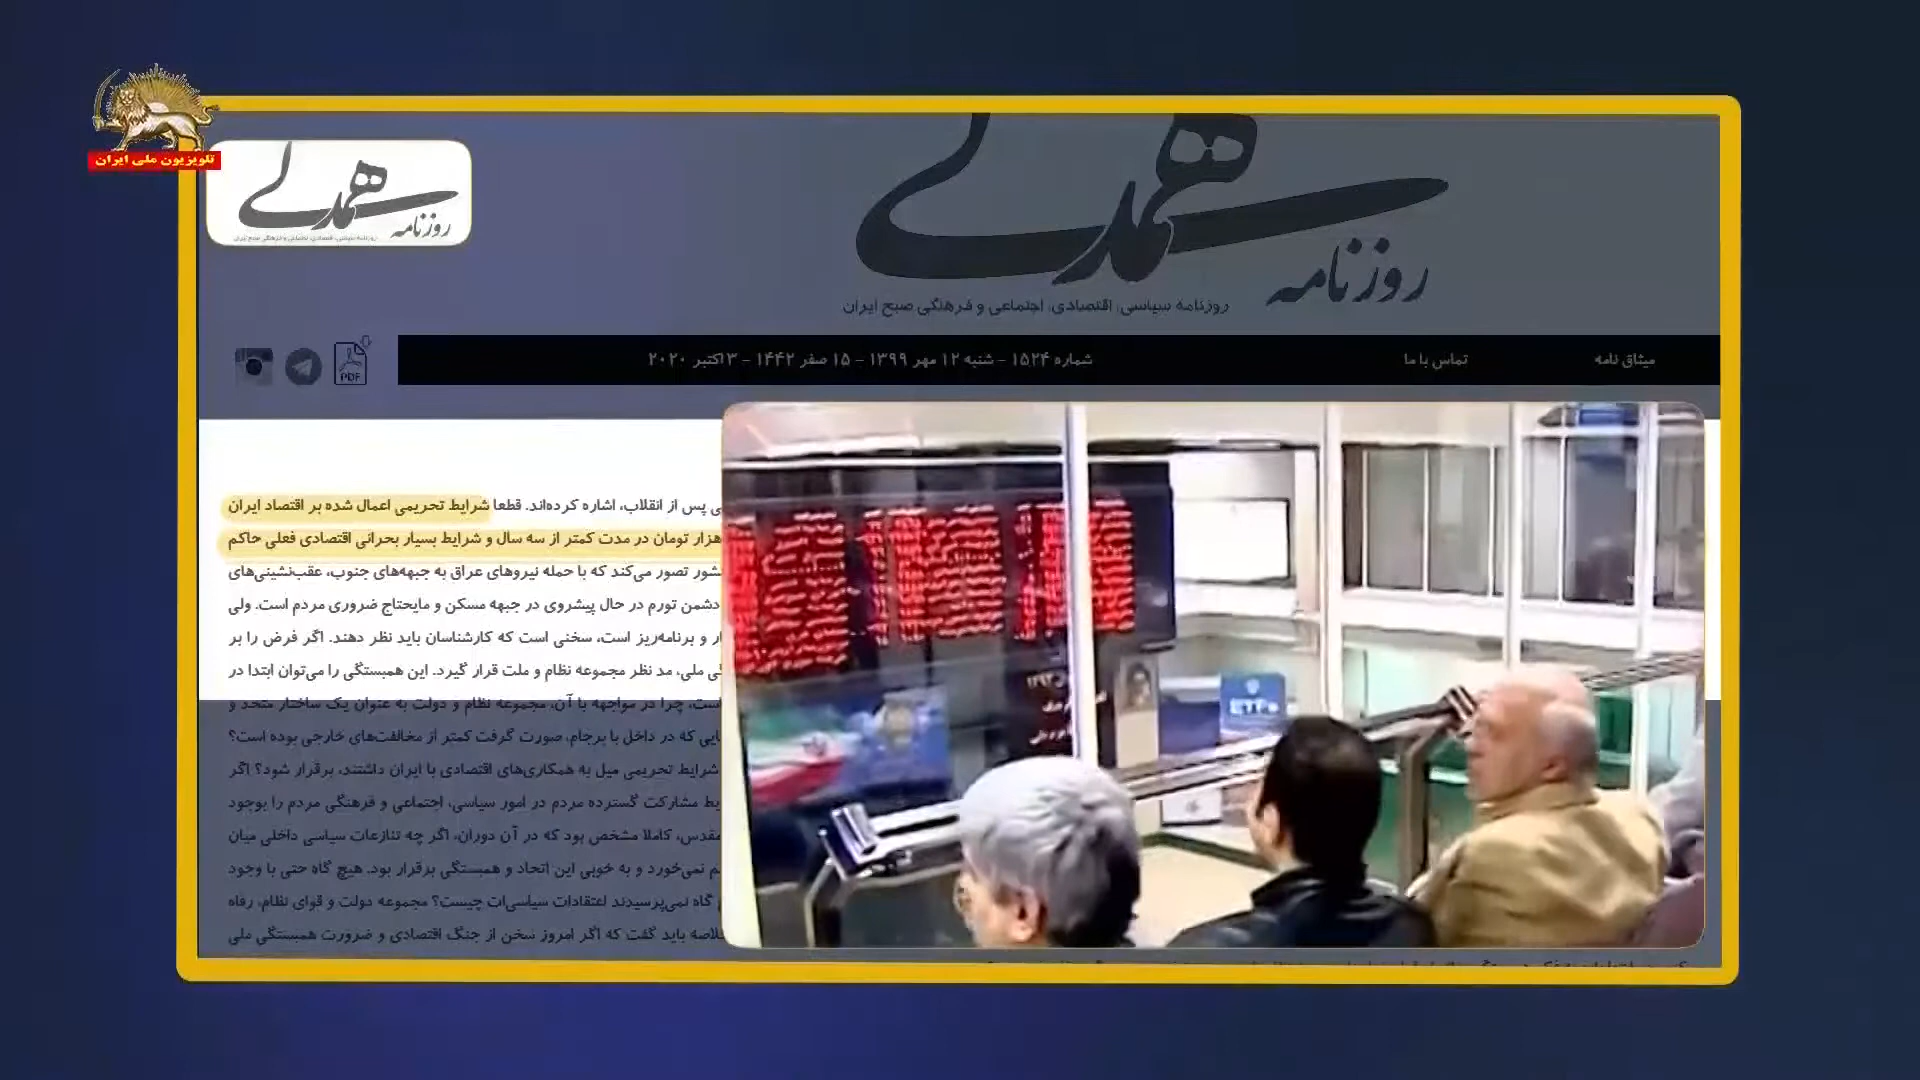 تلویزیون ملی ایران
همدلی
روزنامه
روزنامه سیاسی، اقتصادی، اجتماعی و فرهنگی صبح ایران
همدلی
روزنامه
روزنامه سیاسی، اقتصادی، اجتماعی و فرهنگی صبح ایران
میثاق نامه
تماس با ما
شماره ۱۵۲۴ - شنبه ۱۲ مهر ۱۳۹۹ - ۱۵ صفر ۱۴۴۲ - ۳ اکتبر ۲۰۲۰
PDF
پس از انقلاب، اشاره کرده‌اند. قطعا شرایط تحریمی اعمال شده بر اقتصاد ایران
هزار تومان در مدت کمتر از سه سال و شرایط بسیار بحرانی اقتصادی فعلی حاکم
تصور می‌کند که با حمله نیروهای عراق به جبهه‌های جنوب، عقب‌نشینی‌های
دشمن تورم در حال پیشروی در جبهه مسکن و مایحتاج ضروری مردم است. ولی
و برنامه‌ریز است، سخنی است که کارشناسان باید نظر دهند. اگر فرض را بر
ملی، مد نظر مجموعه نظام و ملت قرار گیرد. این همبستگی را می‌توان ابتدا در
است، چرا در مواجهه با آن، مجموعه نظام و دولت به عنوان یک ساختار متحد و
که در داخل با برجام، صورت گرفت کمتر از مخالفت‌های خارجی بوده است؟
شرایط تحریمی میل به همکاری‌های اقتصادی با ایران داشتند، برقرار شود؟ اگر
مشارکت گسترده مردم در امور سیاسی، اجتماعی و فرهنگی مردم را بوجود
مقدس، کاملا مشخص بود که در آن دوران، اگر چه تنازعات سیاسی داخلی میان
نمی‌خورد و به خوبی این اتحاد و همبستگی برقرار بود. هیچ گاه حتی با وجود
گاه نمی‌پرسیدند اعتقادات سیاسی‌ات چیست؟ مجموعه دولت و قوای نظام، رفاه
باید گفت که اگر امروز سخن از جنگ اقتصادی و ضرورت همبستگی ملی
ETFs